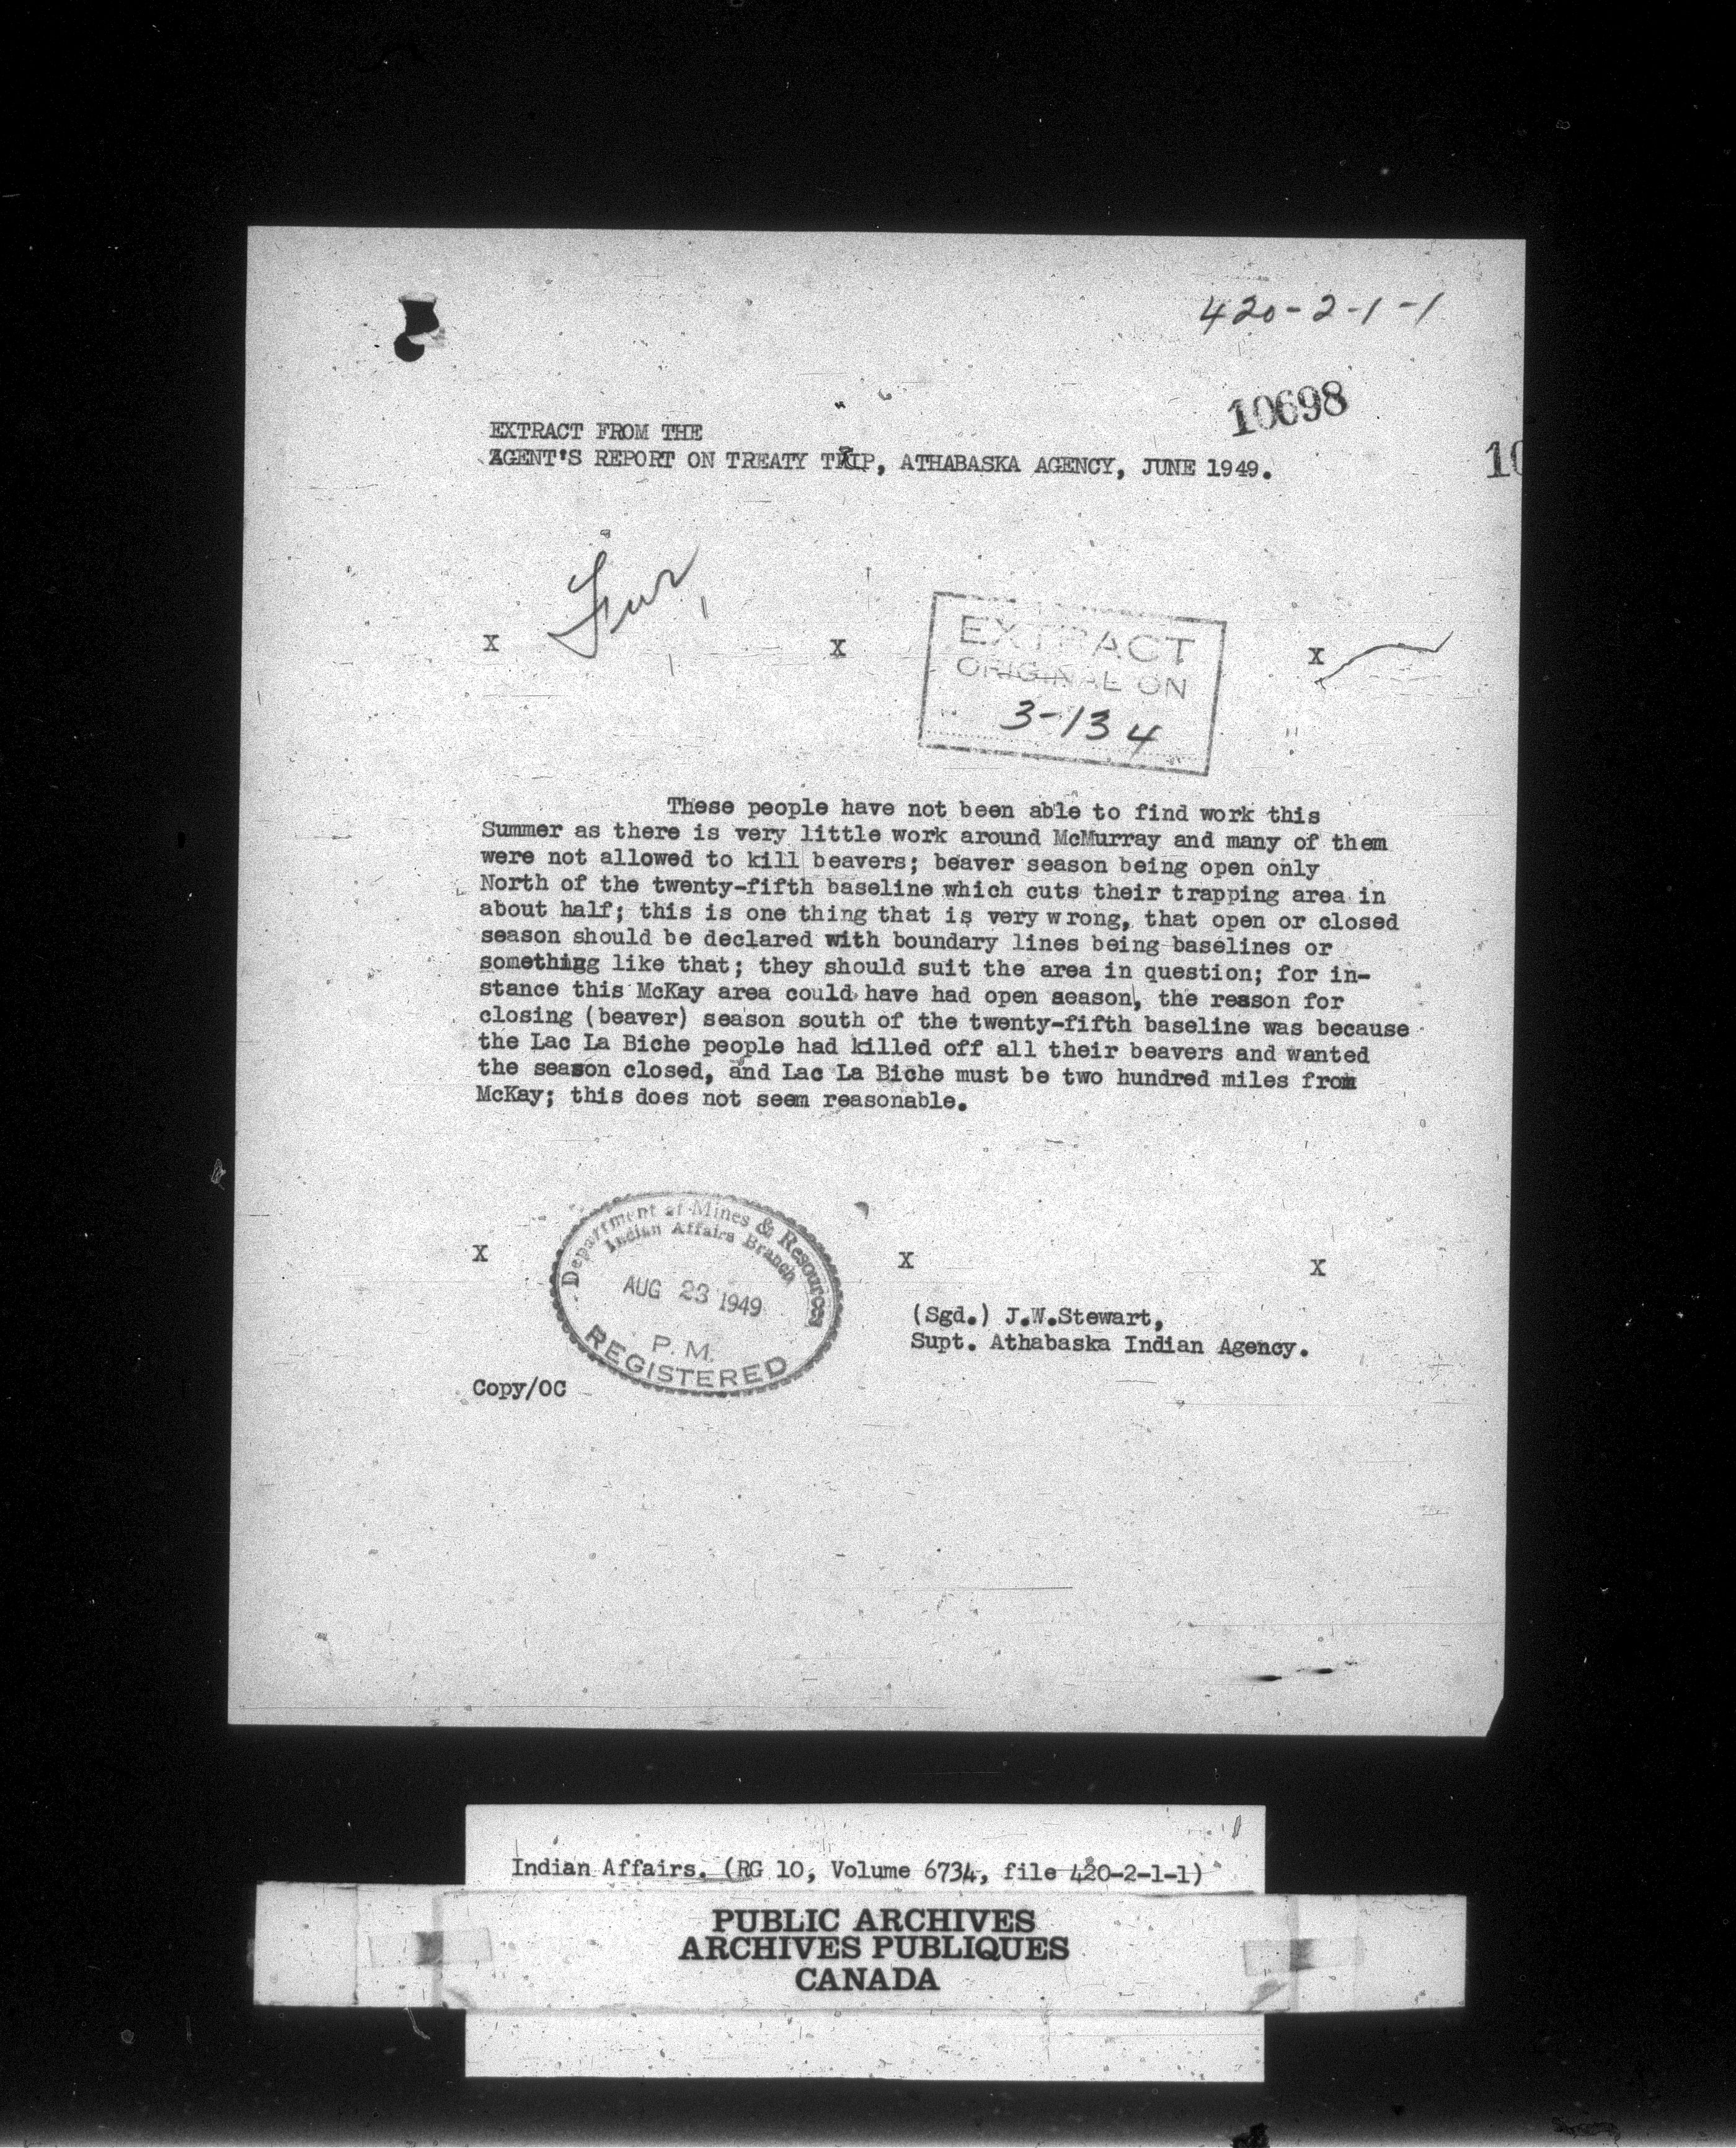 420-2-1-1
10698
10
EXTRACT FROM THE
AGENT'S REPORT ON TREATY TRIP, ATHABASKA AGENCY, JUNE 1949.
Fur
X X X
EXTRACT
ORIGINAL ON
3-134
These people have not been able to find work this
Summer as there is very little work around McMurray and many of them
were not allowed to kill beavers; beaver season being open only
North of the twenty-fifth baseline which cuts their trapping area in
about half; this is one thing that is very wrong, that open or closed
season should be declared with boundary lines being baselines or
something like that; they should suit the area in question; for in-
stance this McKay area could have had open season, the reason for
closing (beaver) season south of the twenty-fifth baseline was because
the Lac La Biche people had killed off all their beavers and wanted
the season closed, and Lac La Biche must be two hundred miles from
McKay; this does not seem reasonable.
X X X
Department of Mines & Resources
Indian Affairs Branch
AUG 23 1949
P. M.
REGISTERED
(Sgd.) J.W.Stewart,
Supt. Athabaska Indian Agency.
Copy/OC
Indian Affairs. (RG 10, Volume 6734, file 420-2-1-1)
PUBLIC ARCHIVES
ARCHIVES PUBLIQUES
CANADA